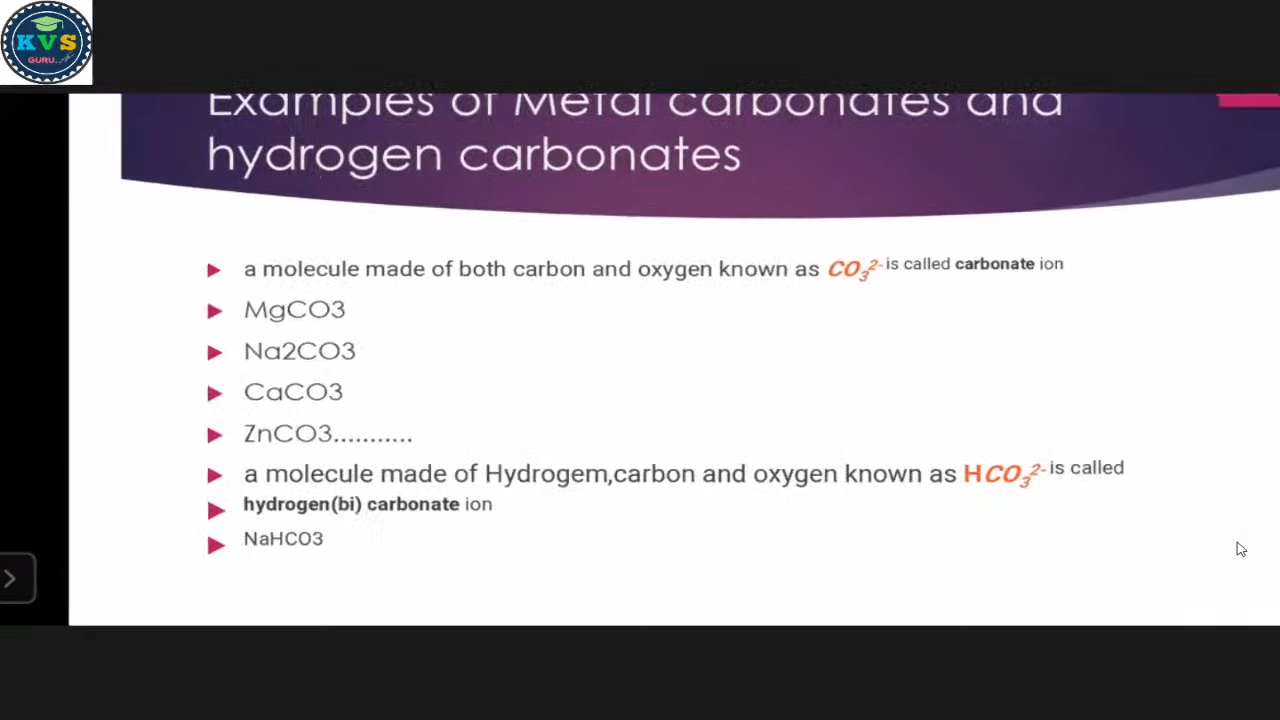 KVS
GURU
Examples of Metal carbonates and
hydrogen carbonates
a molecule made of both carbon and oxygen known as CO₃²⁻ is called carbonate ion
MgCO3
Na2CO3
CaCO3
ZnCO3...........
a molecule made of Hydrogem,carbon and oxygen known as HCO₃²⁻ is called
hydrogen(bi) carbonate ion
NaHCO3